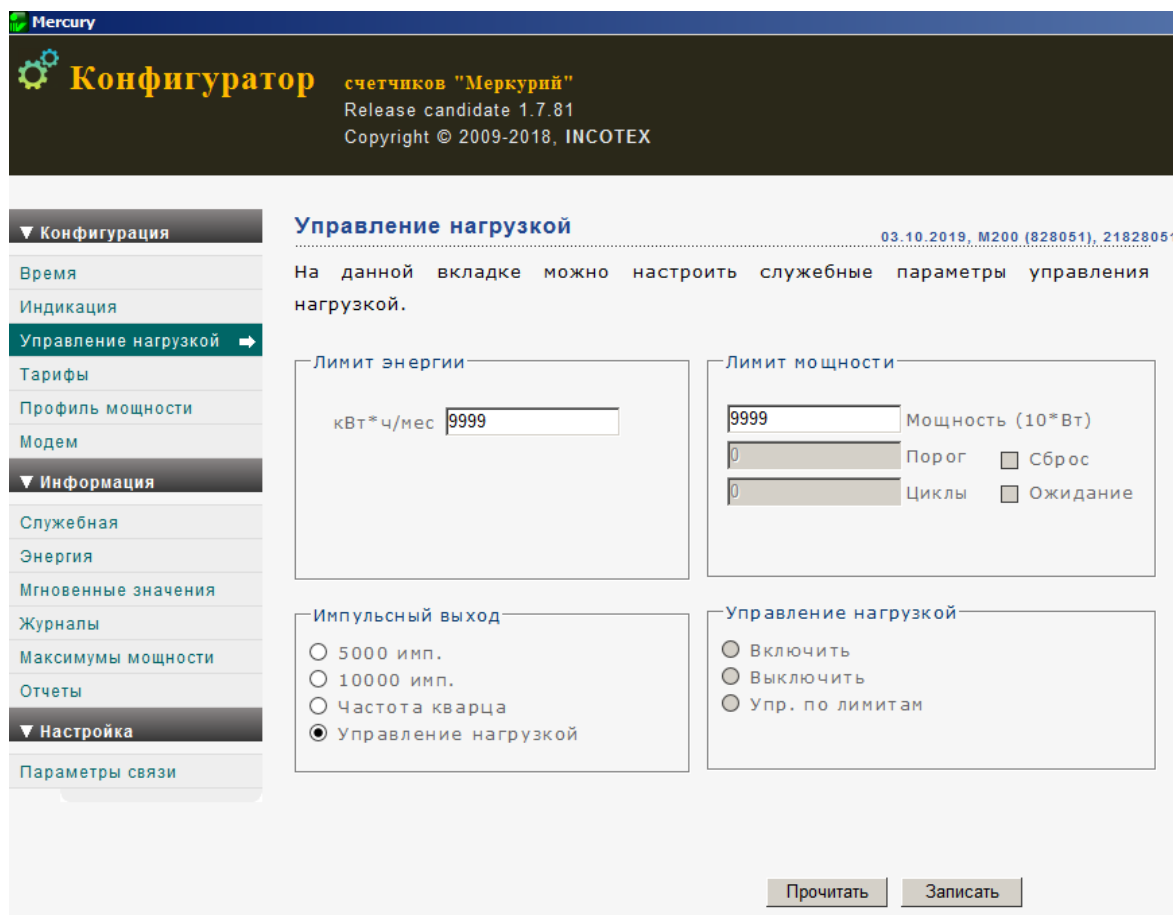 Mercury
Конфигуратор
счетчиков "Меркурий"
Release candidate 1.7.81
Copyright © 2009-2018, INCOTEX
▼ Конфигурация
Время
Индикация
Управление нагрузкой
Тарифы
Профиль мощности
Модем
▼ Информация
Служебная
Энергия
Мгновенные значения
Журналы
Максимумы мощности
Отчеты
▼ Настройка
Параметры связи
Управление нагрузкой
03.10.2019, M200 (828051), 21828051
На данной вкладке можно настроить служебные параметры управления
нагрузкой.
Лимит энергии
кВт*ч/мес 9999
Лимит мощности
9999 Мощность (10*Вт)
0 Порог Сброс
0 Циклы Ожидание
Импульсный выход
5000 имп.
10000 имп.
Частота кварца
Управление нагрузкой
Управление нагрузкой
Включить
Выключить
Упр. по лимитам
Прочитать Записать